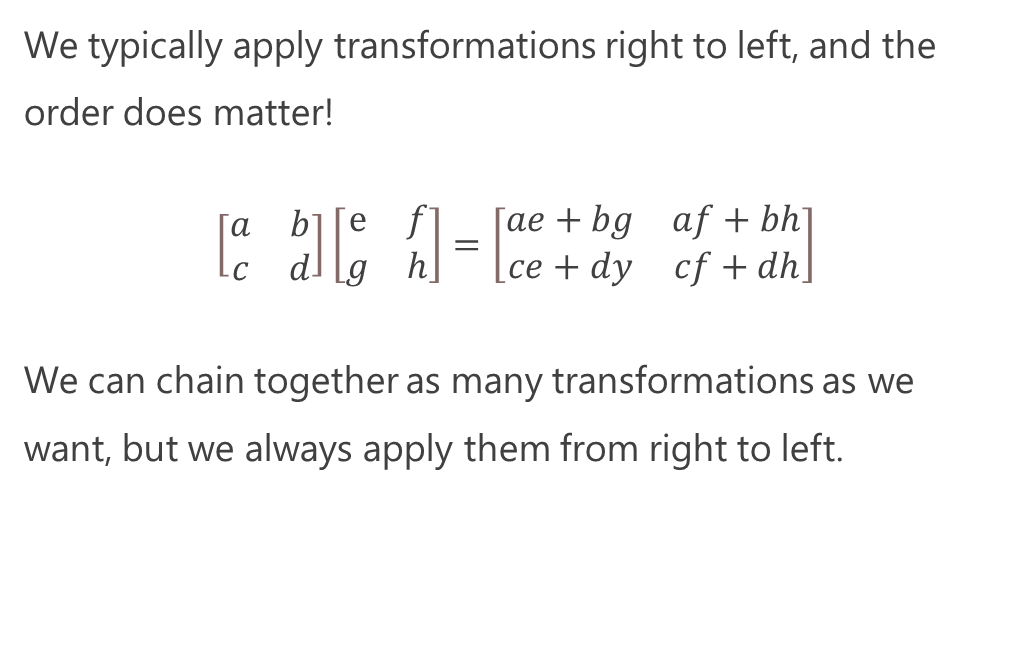 We typically apply transformations right to left, and the
order does matter!
[a b; c d] [e f; g h] = [ae + bg af + bh; ce + dy cf + dh]
We can chain together as many transformations as we
want, but we always apply them from right to left.